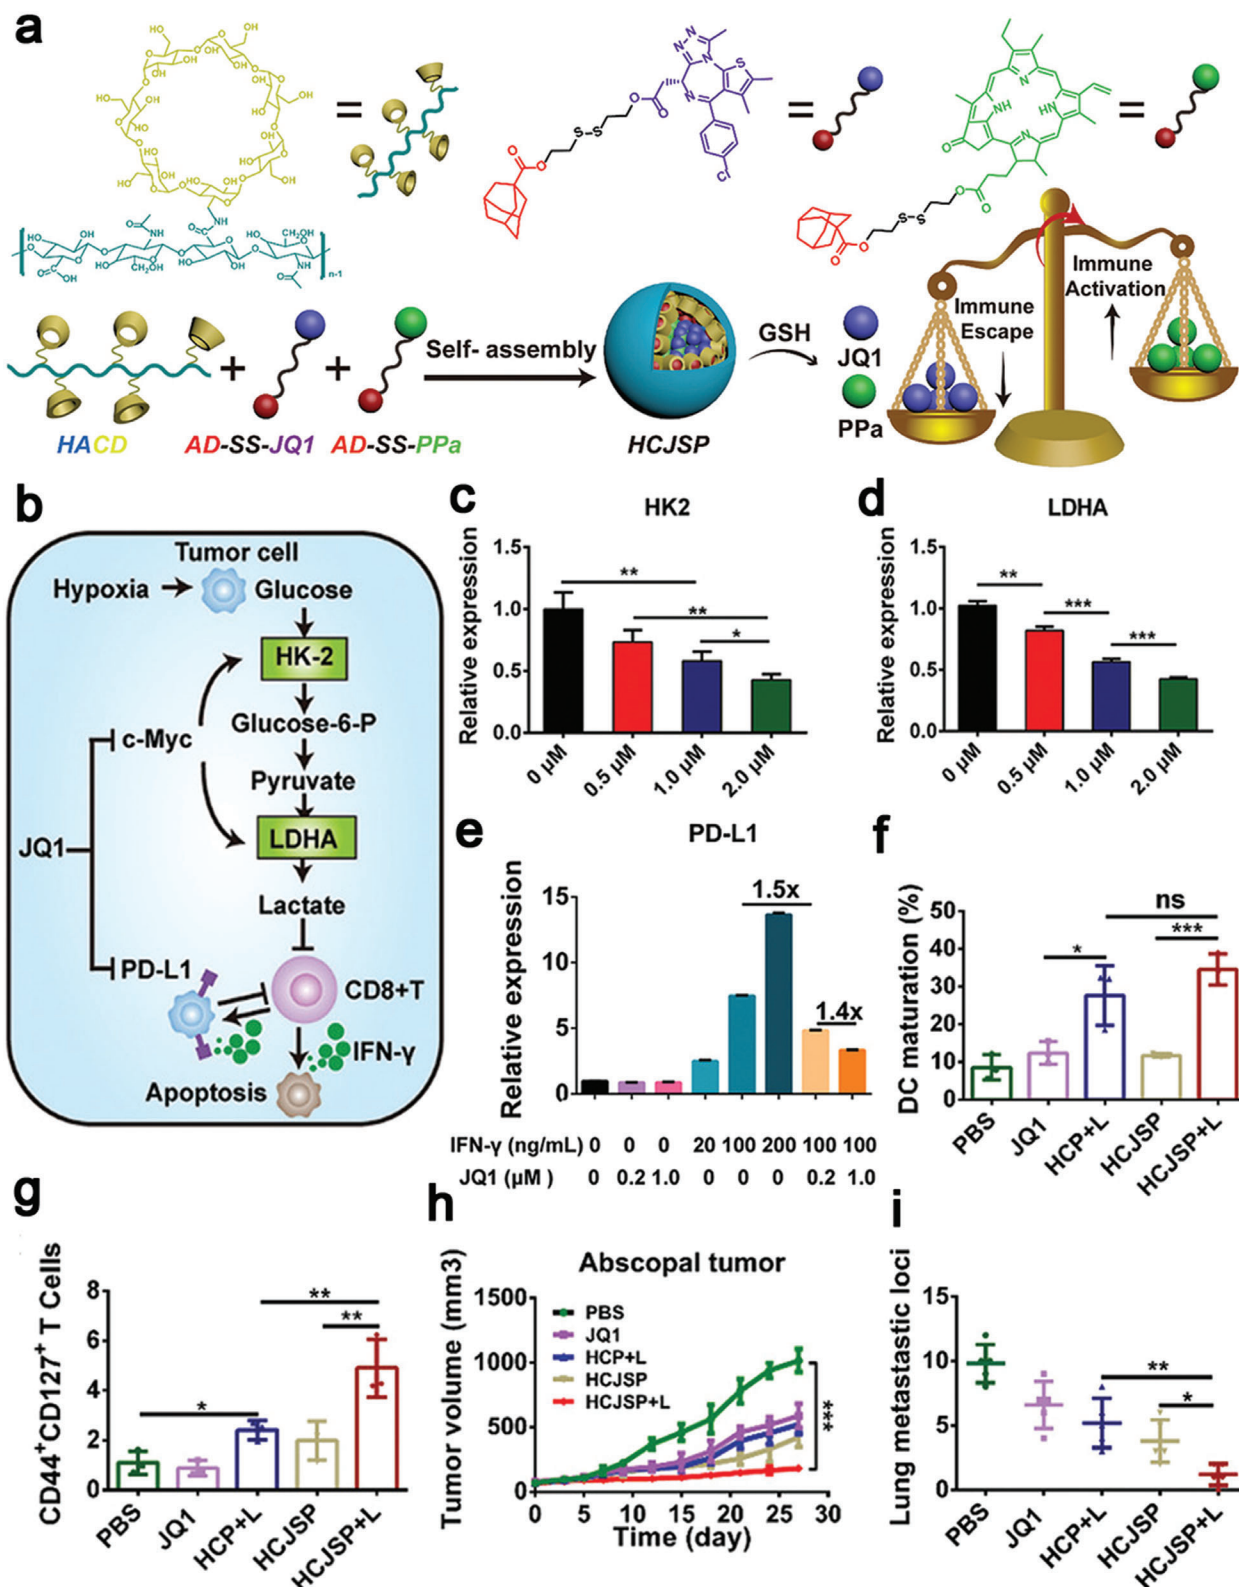 a
=
=
=
HACD
+
AD-SS-JQ1
+
AD-SS-PPa
Self- assembly
HCJSP
GSH
JQ1
PPa
Immune
Escape
Immune
Activation
b
Tumor cell
Hypoxia
Glucose
HK-2
Glucose-6-P
c-Myc
Pyruvate
JQ1
LDHA
Lactate
PD-L1
CD8+T
IFN-γ
Apoptosis
c
HK2
Relative expression
1.5
1.0
0.5
0.0
**
**
*
0 µM
0.5 µM
1.0 µM
2.0 µM
d
LDHA
Relative expression
1.5
1.0
0.5
0.0
**
***
***
0 µM
0.5 µM
1.0 µM
2.0 µM
e
PD-L1
Relative expression
15
10
5
0
1.5x
1.4x
IFN-γ (ng/mL) 0 0 0 20 100 200 100 100
JQ1 (µM ) 0 0.2 1.0 0 0 0 0.2 1.0
f
DC maturation (%)
50
40
30
20
10
0
*
ns
***
PBS
JQ1
HCP+L
HCJSP
HCJSP+L
g
CD44+CD127+ T Cells
8
6
4
2
0
*
**
**
PBS
JQ1
HCP+L
HCJSP
HCJSP+L
h
Abscopal tumor
Tumor volume (mm3)
1500
1000
500
0
PBS
JQ1
HCP+L
HCJSP
HCJSP+L
***
0 5 10 15 20 25 30
Time (day)
i
Lung metastastic loci
15
10
5
0
**
*
PBS
JQ1
HCP+L
HCJSP
HCJSP+L